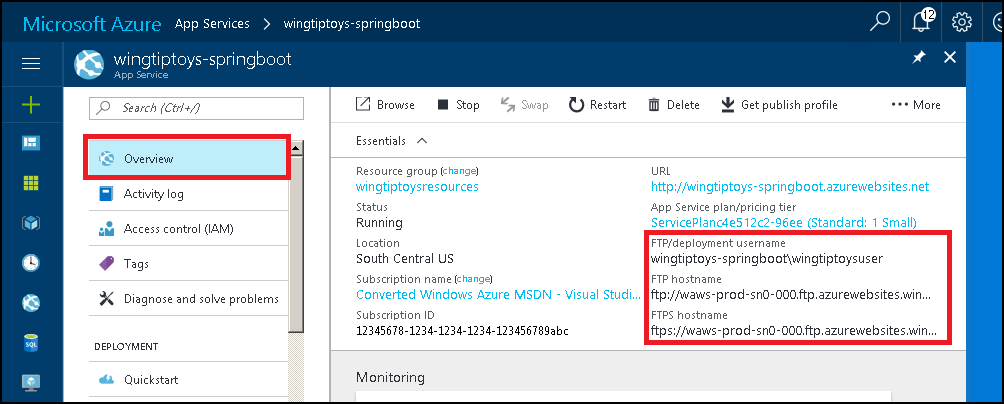 Microsoft Azure App Services > wingtiptoys-springboot
12
wingtiptoys-springboot
App Service
Search (Ctrl+/)
Overview
Activity log
Access control (IAM)
Tags
Diagnose and solve problems
DEPLOYMENT
Quickstart
Browse Stop Swap Restart Delete Get publish profile ••• More
Essentials
Resource group (change)
wingtiptoysresources
Status
Running
Location
South Central US
Subscription name (change)
Converted Windows Azure MSDN - Visual Studi...
Subscription ID
12345678-1234-1234-1234-123456789abc
URL
http://wingtiptoys-springboot.azurewebsites.net
App Service plan/pricing tier
ServicePlanc4e512c2-96ee (Standard: 1 Small)
FTP/deployment username
wingtiptoys-springboot\wingtiptoysuser
FTP hostname
ftp://waws-prod-sn0-000.ftp.azurewebsites.win...
FTPS hostname
ftps://waws-prod-sn0-000.ftp.azurewebsites.win...
Monitoring
SQL